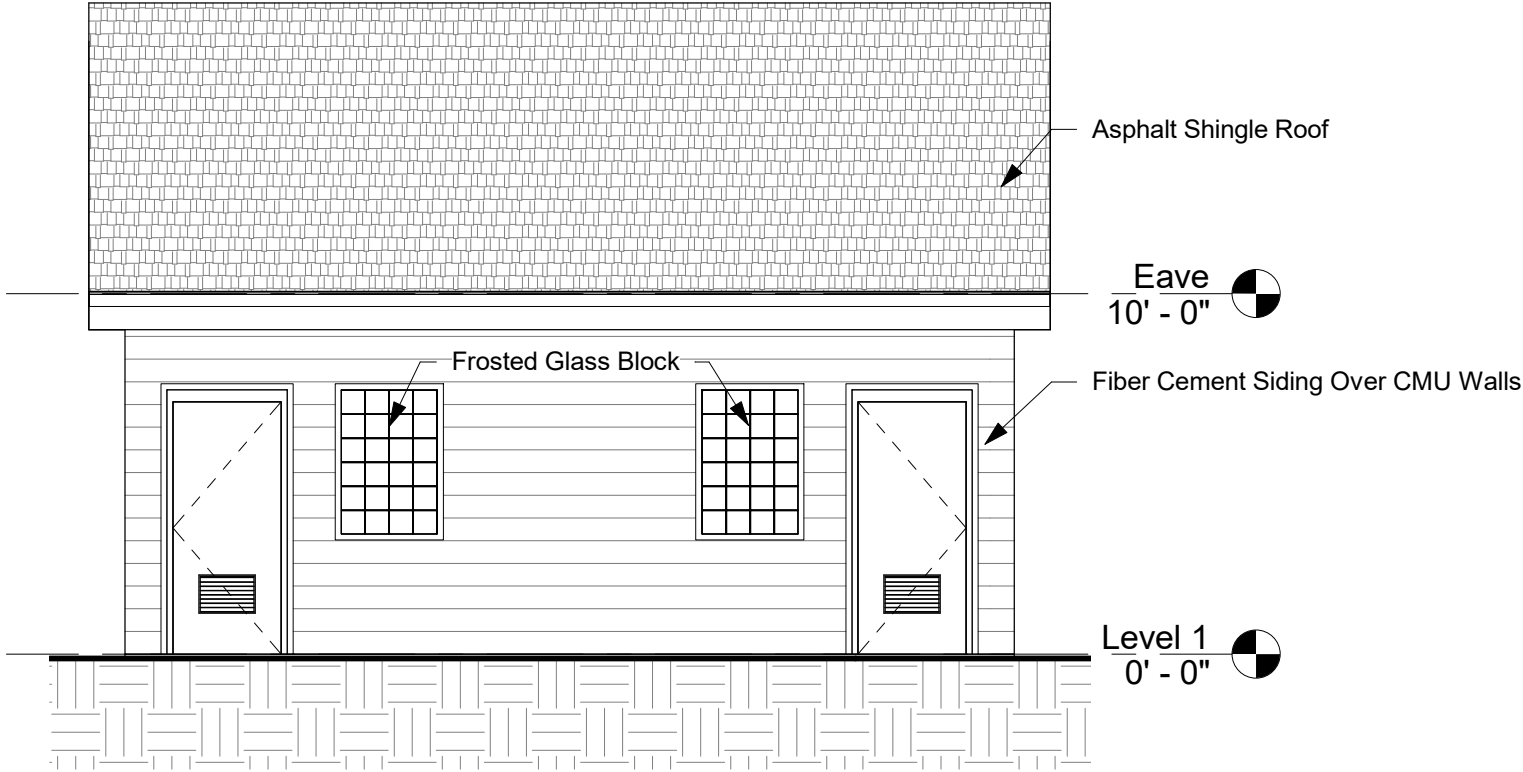 Asphalt Shingle Roof
Eave
10' - 0"
Frosted Glass Block
Fiber Cement Siding Over CMU Walls
Level 1
0' - 0"